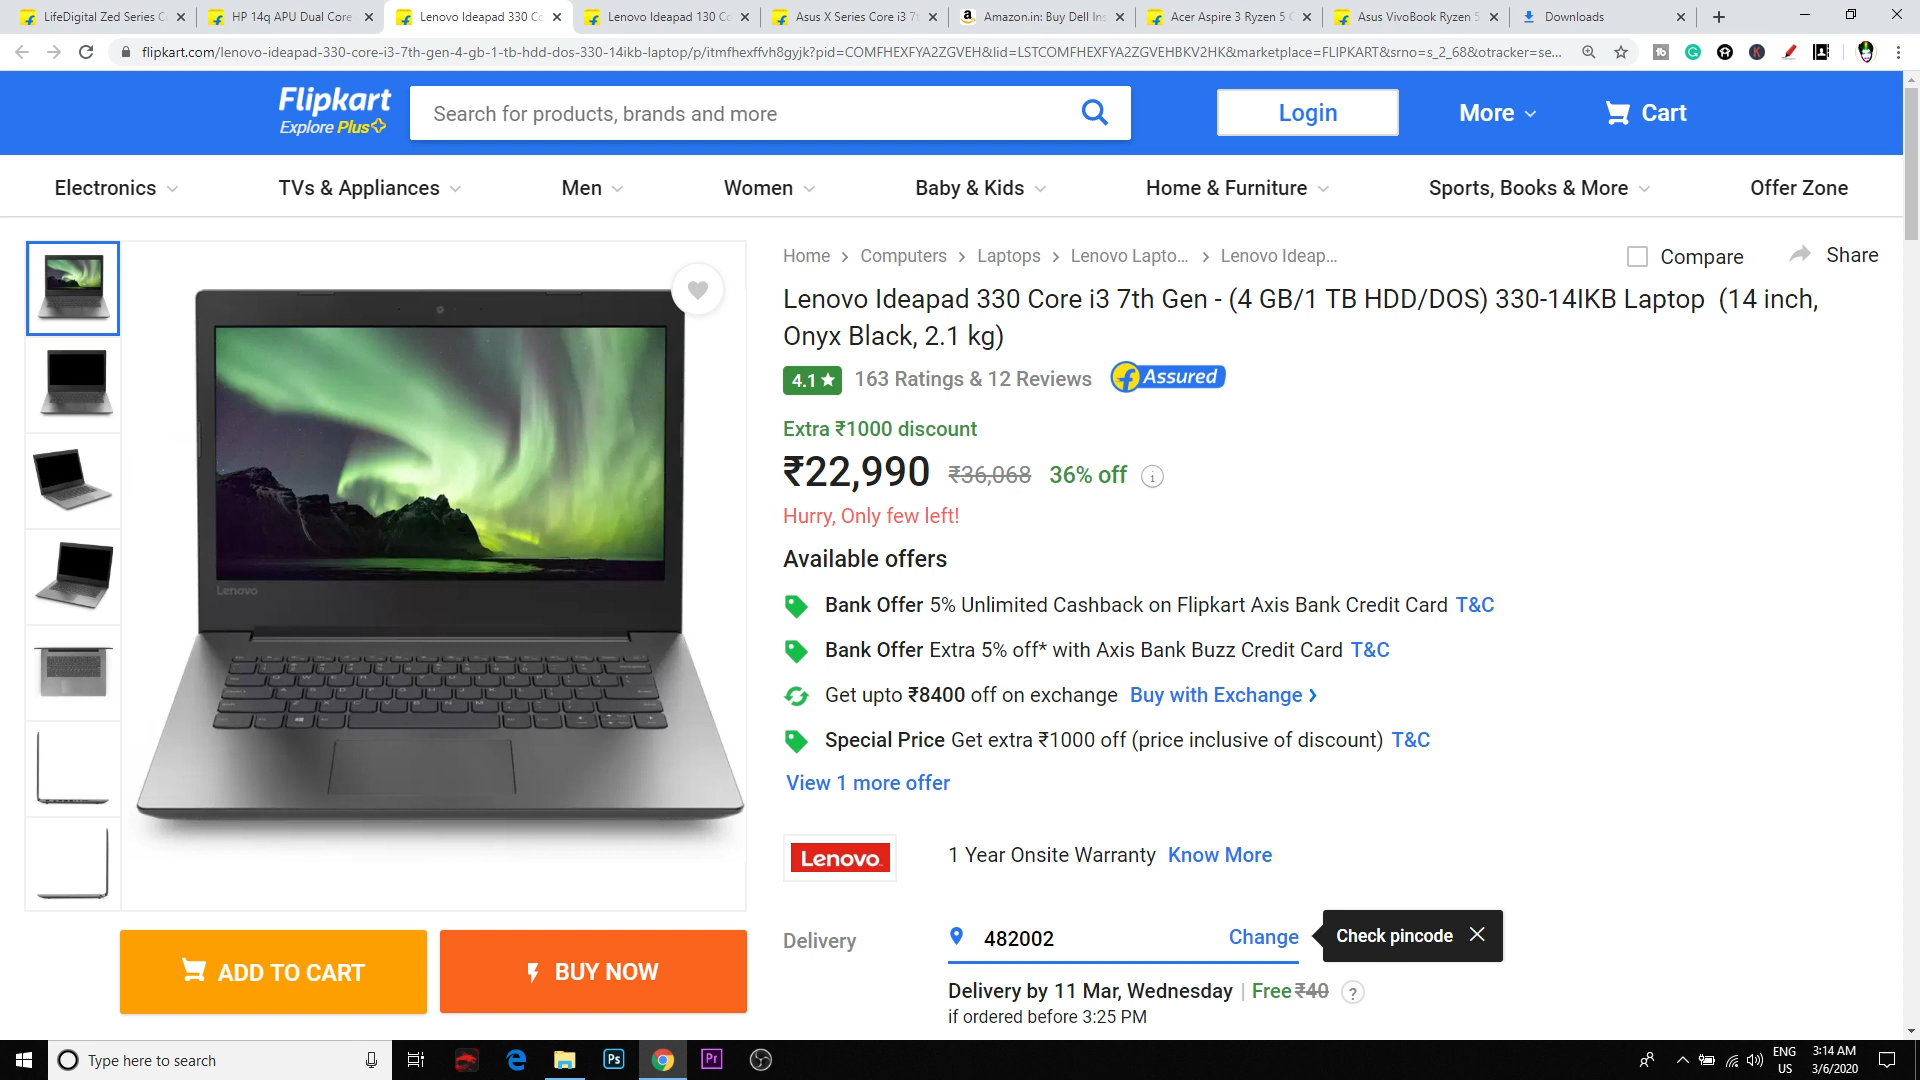 LifeDigital Zed Series C
HP 14q APU Dual Core
Lenovo Ideapad 330 Co
Lenovo Ideapad 130 Co
Asus X Series Core i3 7t
Amazon.in: Buy Dell Ins
Acer Aspire 3 Ryzen 5
Asus VivoBook Ryzen 5
Downloads
flipkart.com/lenovo-ideapad-330-core-i3-7th-gen-4-gb-1-tb-hdd-dos-330-14ikb-laptop/p/itmfhexffvh8gyjk?pid=COMFHEXFYA2ZGVEH&lid=LSTCOMFHEXFYA2ZGVEHBKV2HK&marketplace=FLIPKART&srno=s_2_68&otracker=se...
Flipkart
Explore Plus
Search for products, brands and more
Login
More
Cart
Electronics
TVs & Appliances
Men
Women
Baby & Kids
Home & Furniture
Sports, Books & More
Offer Zone
Home > Computers > Laptops > Lenovo Lapto... > Lenovo Ideap...
Compare
Share
Lenovo Ideapad 330 Core i3 7th Gen - (4 GB/1 TB HDD/DOS) 330-14IKB Laptop (14 inch,
Onyx Black, 2.1 kg)
4.1★ 163 Ratings & 12 Reviews Assured
Extra ₹1000 discount
₹22,990 ₹36,068 36% off
Hurry, Only few left!
Available offers
Bank Offer 5% Unlimited Cashback on Flipkart Axis Bank Credit Card T&C
Bank Offer Extra 5% off* with Axis Bank Buzz Credit Card T&C
Get upto ₹8400 off on exchange Buy with Exchange ›
Special Price Get extra ₹1000 off (price inclusive of discount) T&C
View 1 more offer
Lenovo
Lenovo
1 Year Onsite Warranty Know More
Delivery
482002
Change
Check pincode
Delivery by 11 Mar, Wednesday | Free ₹40 ?
if ordered before 3:25 PM
ADD TO CART
BUY NOW
Type here to search
Ps
Pr
ENG
US
3:14 AM
3/6/2020